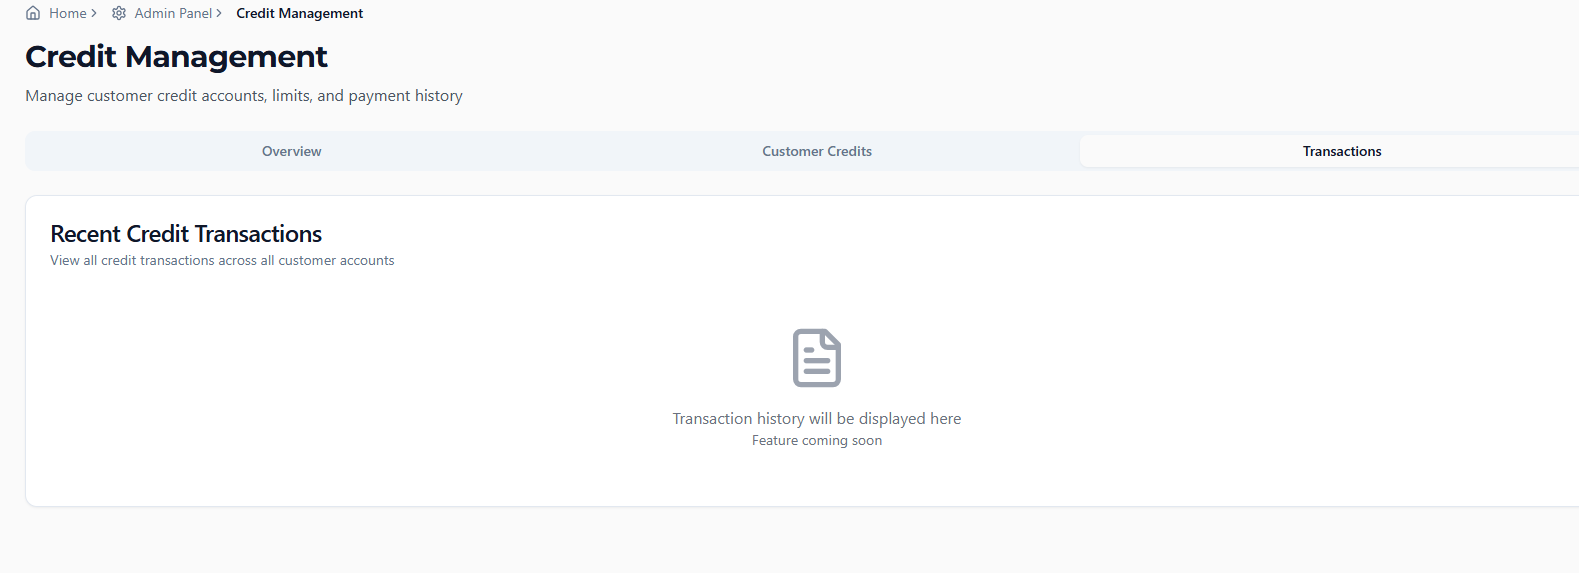 Home > Admin Panel > Credit Management
Credit Management
Manage customer credit accounts, limits, and payment history
Overview Customer Credits Transactions
Recent Credit Transactions
View all credit transactions across all customer accounts
Transaction history will be displayed here
Feature coming soon